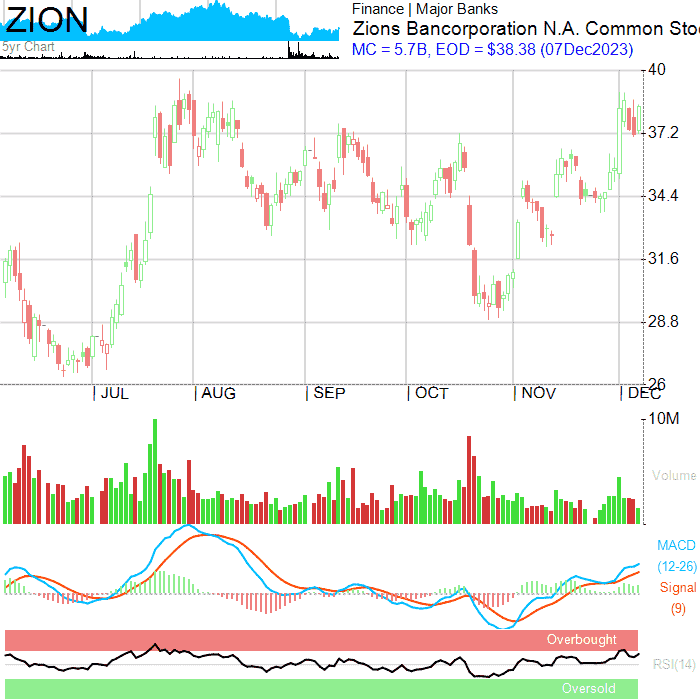 ZION
5yr Chart
Finance | Major Banks
Zions Bancorporation N.A. Common Sto
MC = 5.7B, EOD = $38.38 (07Dec2023)
40
37.2
34.4
31.6
28.8
26
| JUL | AUG | SEP | OCT | NOV | DEC
10M
Volume
MACD
(12-26)
Signal
(9)
Overbought
RSI(14)
Oversold